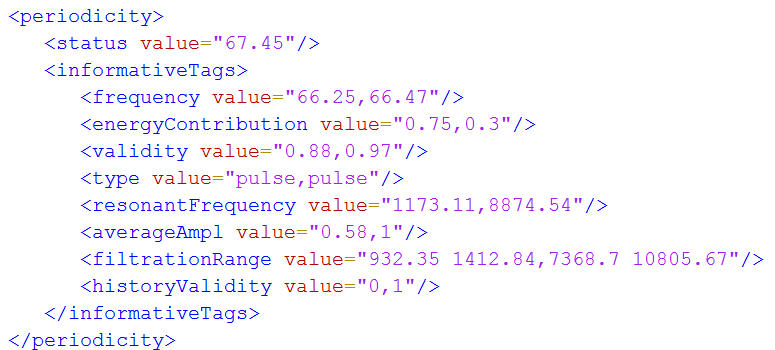 <periodicity>
<status value="67.45"/>
<informativeTags>
<frequency value="66.25,66.47"/>
<energyContribution value="0.75,0.3"/>
<validity value="0.88,0.97"/>
<type value="pulse,pulse"/>
<resonantFrequency value="1173.11,8874.54"/>
<averageAmpl value="0.58,1"/>
<filtrationRange value="932.35 1412.84,7368.7 10805.67"/>
<historyValidity value="0,1"/>
</informativeTags>
</periodicity>